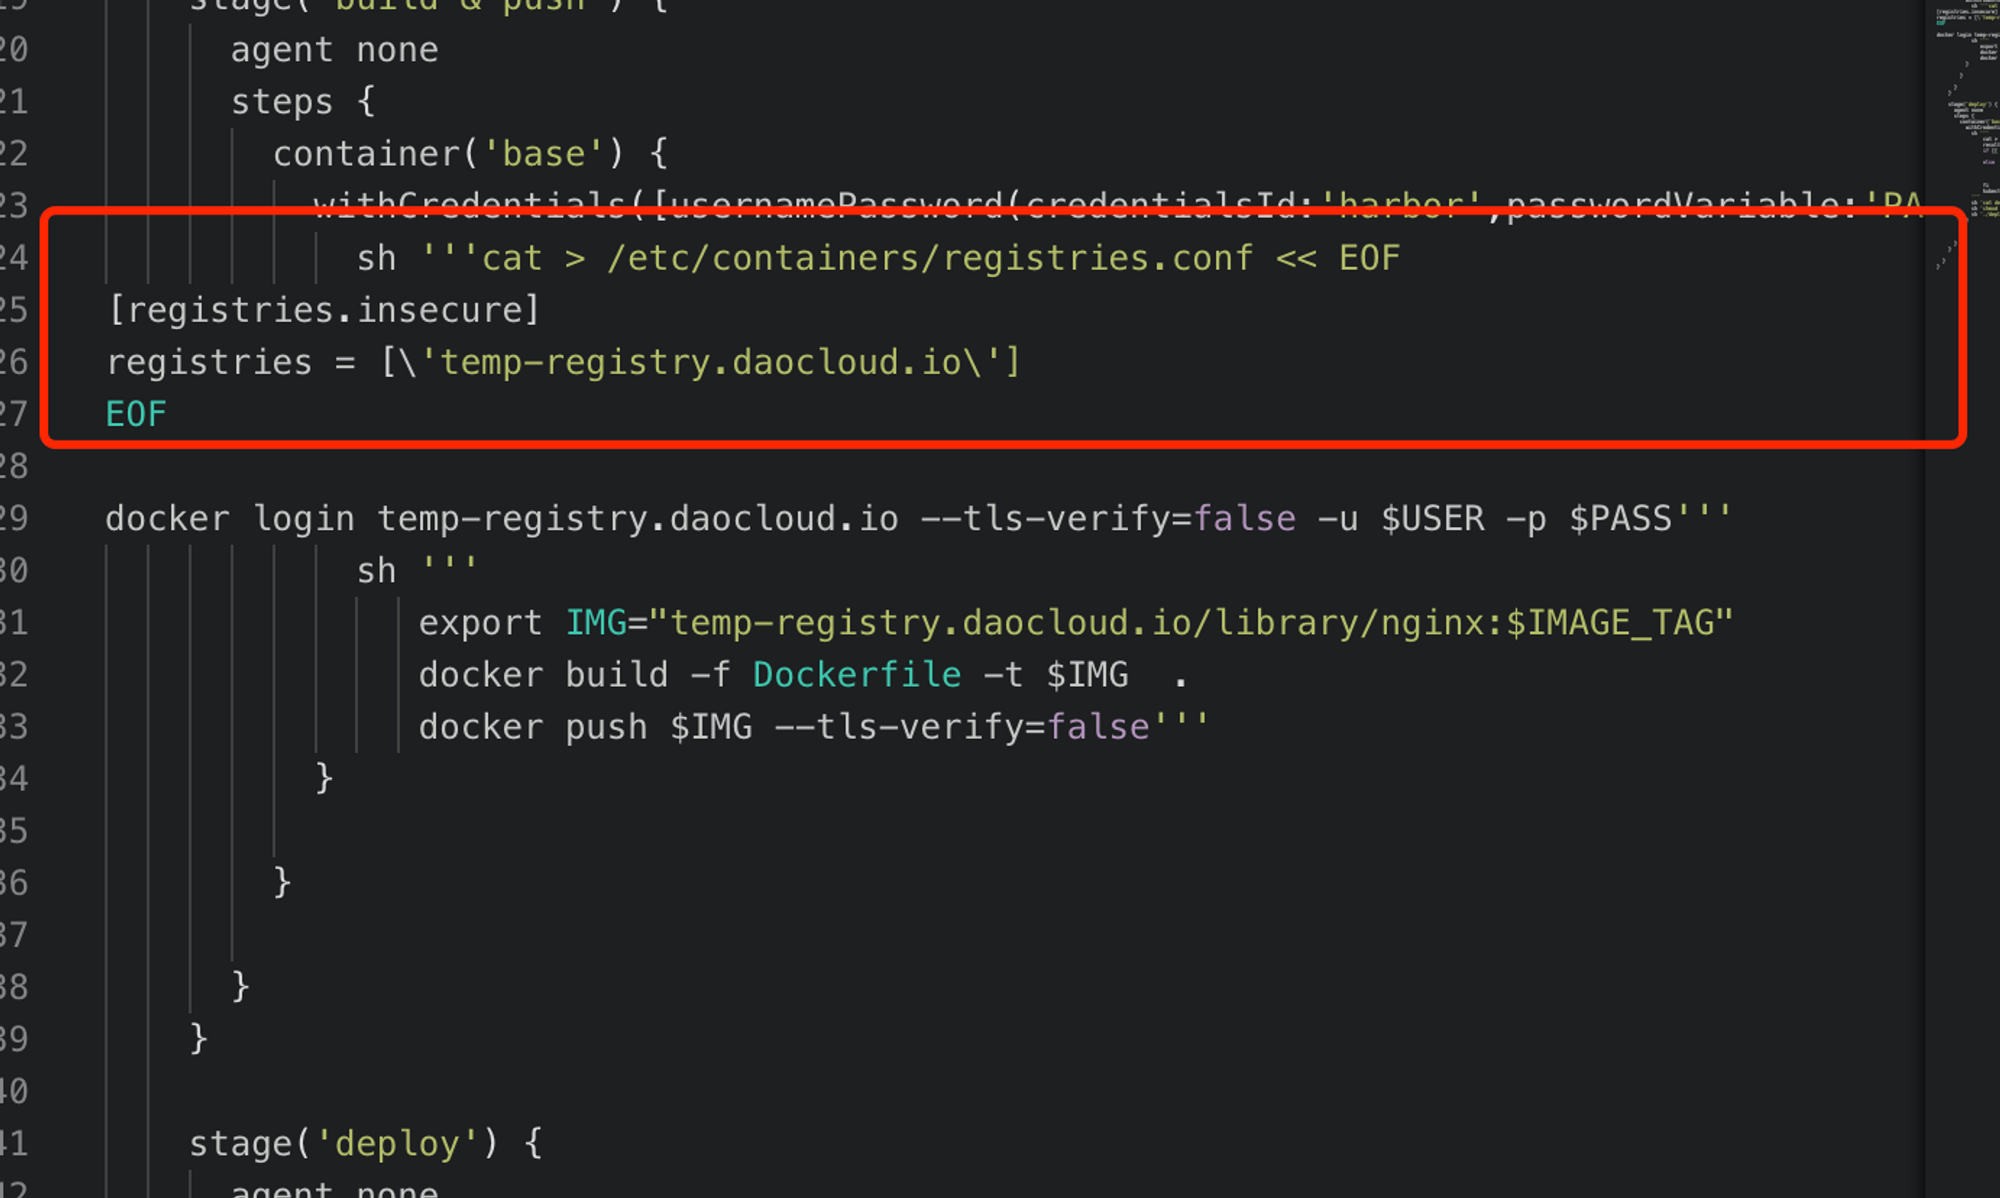 stage('build & push') {
20 agent none
21 steps {
22 container('base') {
23 withCredentials([usernamePassword(credentialsId:'harbor',passwordVariable:'PA
24 sh '''cat > /etc/containers/registries.conf << EOF
25 [registries.insecure]
26 registries = [\'temp-registry.daocloud.io\']
27 EOF
28
29 docker login temp-registry.daocloud.io --tls-verify=false -u $USER -p $PASS'''
30 sh '''
31 export IMG="temp-registry.daocloud.io/library/nginx:$IMAGE_TAG"
32 docker build -f Dockerfile -t $IMG .
33 docker push $IMG --tls-verify=false'''
34 }
35
36 }
37
38 }
39 }
40
41 stage('deploy') {
42 agent none